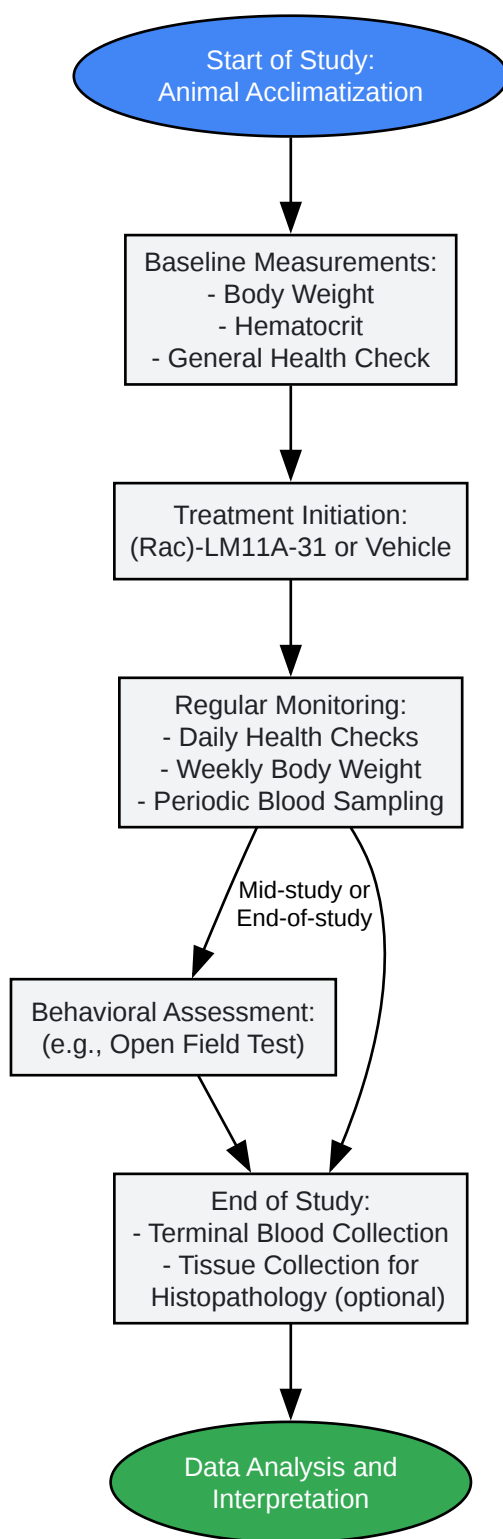 Start of Study:
Animal Acclimatization
Baseline Measurements:
- Body Weight
- Hematocrit
- General Health Check
Treatment Initiation:
(Rac)-LM11A-31 or Vehicle
Regular Monitoring:
- Daily Health Checks
- Weekly Body Weight
- Periodic Blood Sampling
Mid-study or
End-of-study
Behavioral Assessment:
(e.g., Open Field Test)
End of Study:
- Terminal Blood Collection
- Tissue Collection for
Histopathology (optional)
Data Analysis and
Interpretation